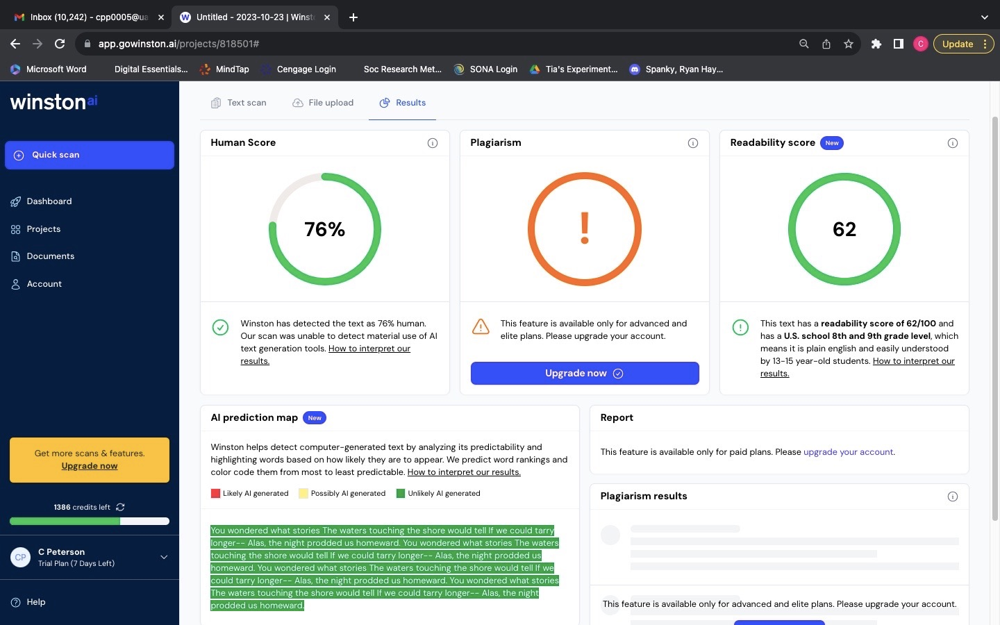 Inbox (10,242) - cpp0005@ua
Untitled - 2023-10-23 | Winst
app.gowinston.ai/projects/818501#
C
Update
Microsoft Word
Digital Essentials...
MindTap
Cengage Login
Soc Research Met...
SONA Login
Tia's Experiment...
Spanky, Ryan Hay...
winston ai
Quick scan
Dashboard
Projects
Documents
Account
Get more scans & features.
Upgrade now
1386 credits left
CP
C Peterson
Trial Plan (7 Days Left)
Help
Text scan
File upload
Results
Human Score
76%
Winston has detected the text as 76% human.
Our scan was unable to detect material use of AI
text generation tools. How to interpret our
results.
Plagiarism
!
This feature is available only for advanced and
elite plans. Please upgrade your account.
Upgrade now
Readability score New
62
This text has a readability score of 62/100 and
has a U.S. school 8th and 9th grade level, which
means it is plain english and easily understood
by 13-15 year-old students. How to interpret our
results.
AI prediction map New
Winston helps detect computer-generated text by analyzing its predictability and
highlighting words based on how likely they are to appear. We predict word rankings and
color code them from most to least predictable. How to interpret our results.
Likely AI generated
Possibly AI generated
Unlikely AI generated
You wondered what stories The waters touching the shore would tell If we could tarry
longer-- Alas, the night prodded us homeward. You wondered what stories The waters
touching the shore would tell If we could tarry longer-- Alas, the night prodded us
homeward. You wondered what stories The waters touching the shore would tell If we
could tarry longer-- Alas, the night prodded us homeward. You wondered what stories
The waters touching the shore would tell If we could tarry longer-- Alas, the night
prodded us homeward.
Report
This feature is available only for paid plans. Please upgrade your account.
Plagiarism results
This feature is available only for advanced and elite plans. Please upgrade your account.